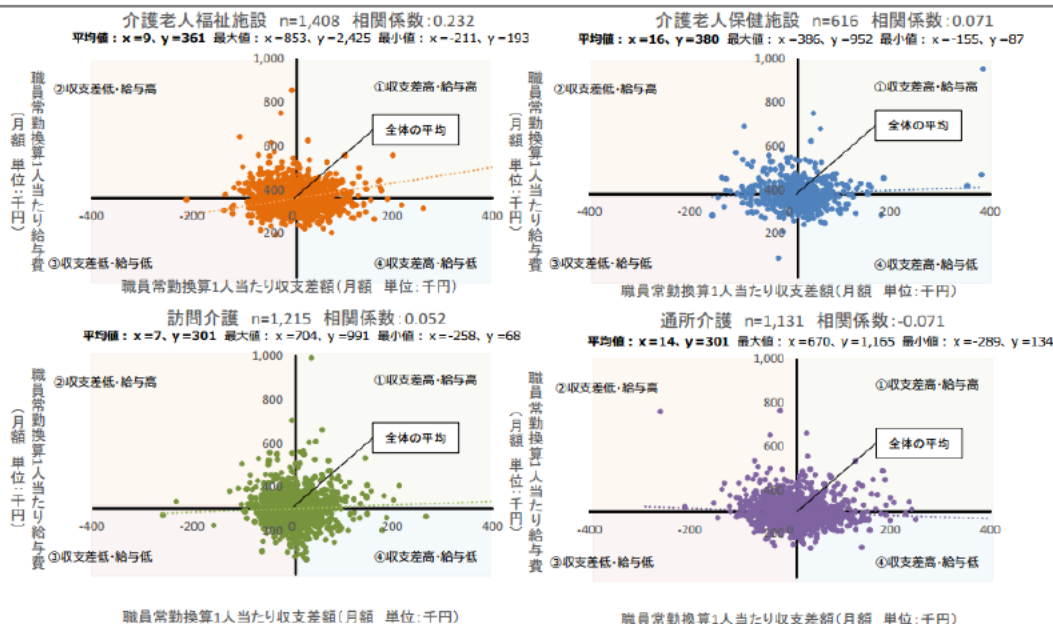 介護老人福祉施設 n=1,408 相関係数:0.232
平均値：x=9、y=361 最大値：x=853、y=2,425 最小値：x=-211、y=193
職員常勤換算1人当たり給与費
（月額 単位:千円）
1,000
800
600
400
200
-400
-200
0
200
400
②収支差低・給与高
①収支差高・給与高
全体の平均
③収支差低・給与低
④収支差高・給与低
職員常勤換算1人当たり収支差額(月額 単位:千円)
介護老人保健施設 n=616 相関係数:0.071
平均値：x=16、y=380 最大値：x=386、y=952 最小値：x=-155、y=87
職員常勤換算1人当たり給与費
（月額 単位:千円）
1,000
800
600
400
200
-400
-200
0
200
400
②収支差低・給与高
①収支差高・給与高
全体の平均
③収支差低・給与低
④収支差高・給与低
職員常勤換算1人当たり収支差額(月額 単位:千円)
訪問介護 n=1,215 相関係数:0.052
平均値：x=7、y=301 最大値：x=704、y=991 最小値：x=-258、y=68
職員常勤換算1人当たり給与費
（月額 単位:千円）
1,000
800
600
400
200
-400
-200
0
200
400
②収支差低・給与高
①収支差高・給与高
全体の平均
③収支差低・給与低
④収支差高・給与低
職員常勤換算1人当たり収支差額(月額 単位:千円)
通所介護 n=1,131 相関係数:-0.071
平均値：x=14、y=301 最大値：x=670、y=1,165 最小値：x=-289、y=134
職員常勤換算1人当たり給与費
（月額 単位:千円）
1,000
800
600
400
200
-400
-200
0
200
400
②収支差低・給与高
①収支差高・給与高
全体の平均
③収支差低・給与低
④収支差高・給与低
職員常勤換算1人当たり収支差額(月額 単位:千円)